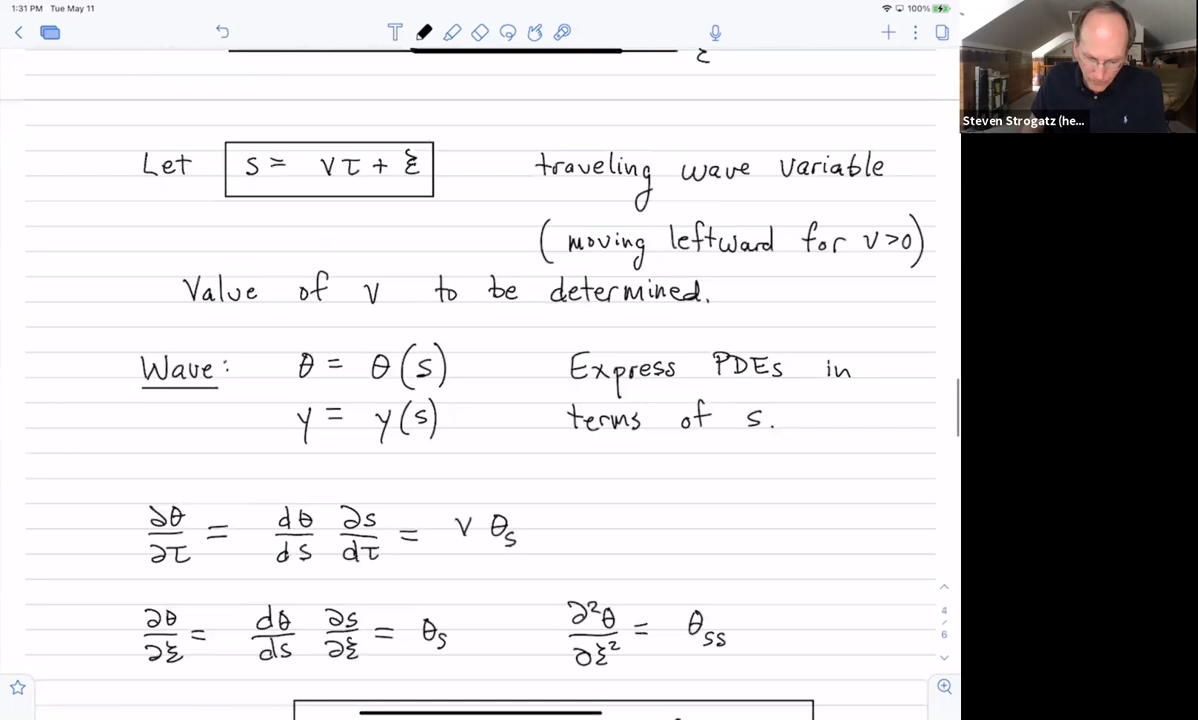 1:31 PM Tue May 11
100%
ξ
Let s = vτ + ξ traveling wave variable
(moving leftward for v>0)
Value of v to be determined.
Wave: θ = θ(s) Express PDEs in
y = y(s) terms of s.
∂θ/∂τ = dθ/ds ∂s/dτ = v θ_s
∂θ/∂ξ = dθ/ds ∂s/∂ξ = θ_s ∂²θ/∂ξ² = θ_ss
4
/
6
Steven Strogatz (he...